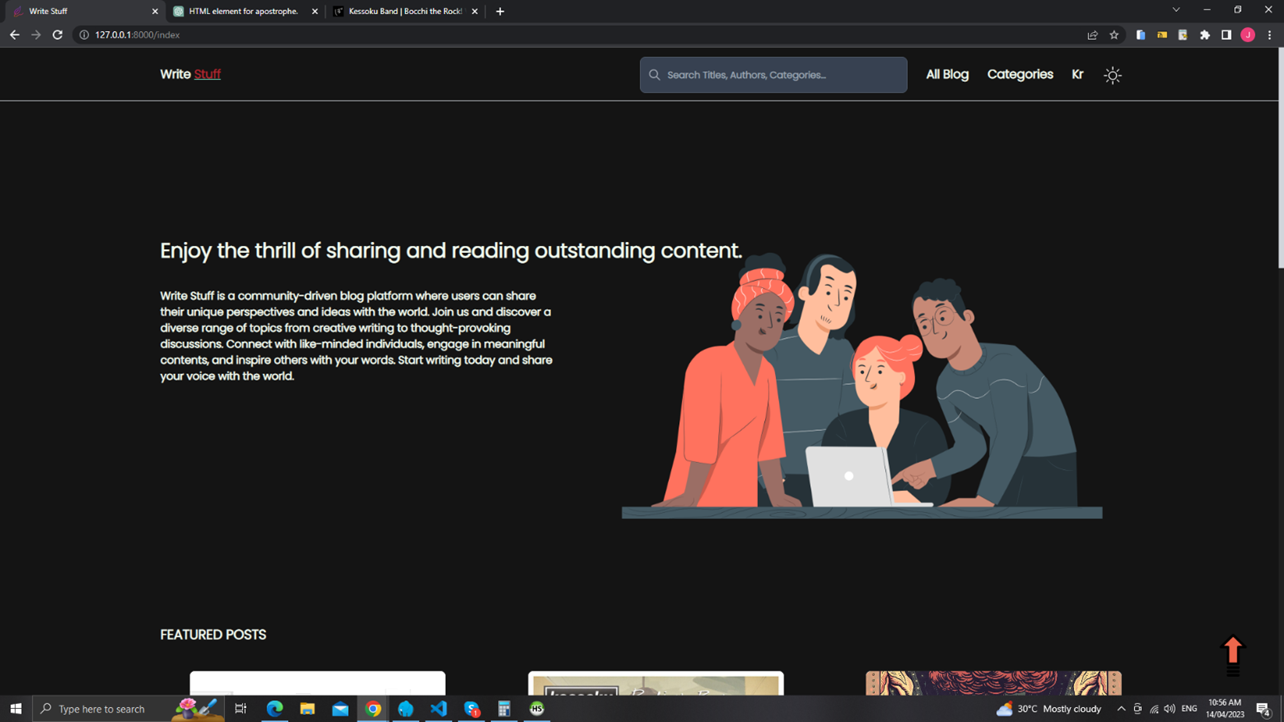 Write Stuff
HTML element for apostrophe.
Kessoku Band | Bocchi the Rock!
127.0.0.1:8000/index
J
Write Stuff
Search Titles, Authors, Categories...
All Blog
Categories
Kr
Enjoy the thrill of sharing and reading outstanding content.
Write Stuff is a community-driven blog platform where users can share
their unique perspectives and ideas with the world. Join us and discover a
diverse range of topics from creative writing to thought-provoking
discussions. Connect with like-minded individuals, engage in meaningful
contents, and inspire others with your words. Start writing today and share
your voice with the world.
FEATURED POSTS
Type here to search
HS
30°C Mostly cloudy
ENG
10:56 AM
14/04/2023
4